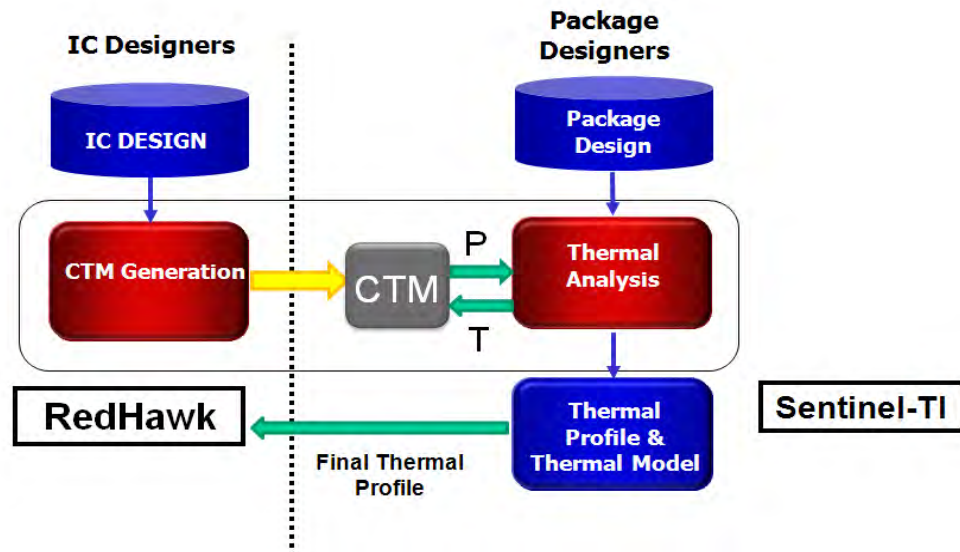 IC Designers
Package
Designers
IC DESIGN
Package
Design
CTM Generation
CTM
P
T
Thermal
Analysis
RedHawk
Final Thermal
Profile
Thermal
Profile &
Thermal Model
Sentinel-TI